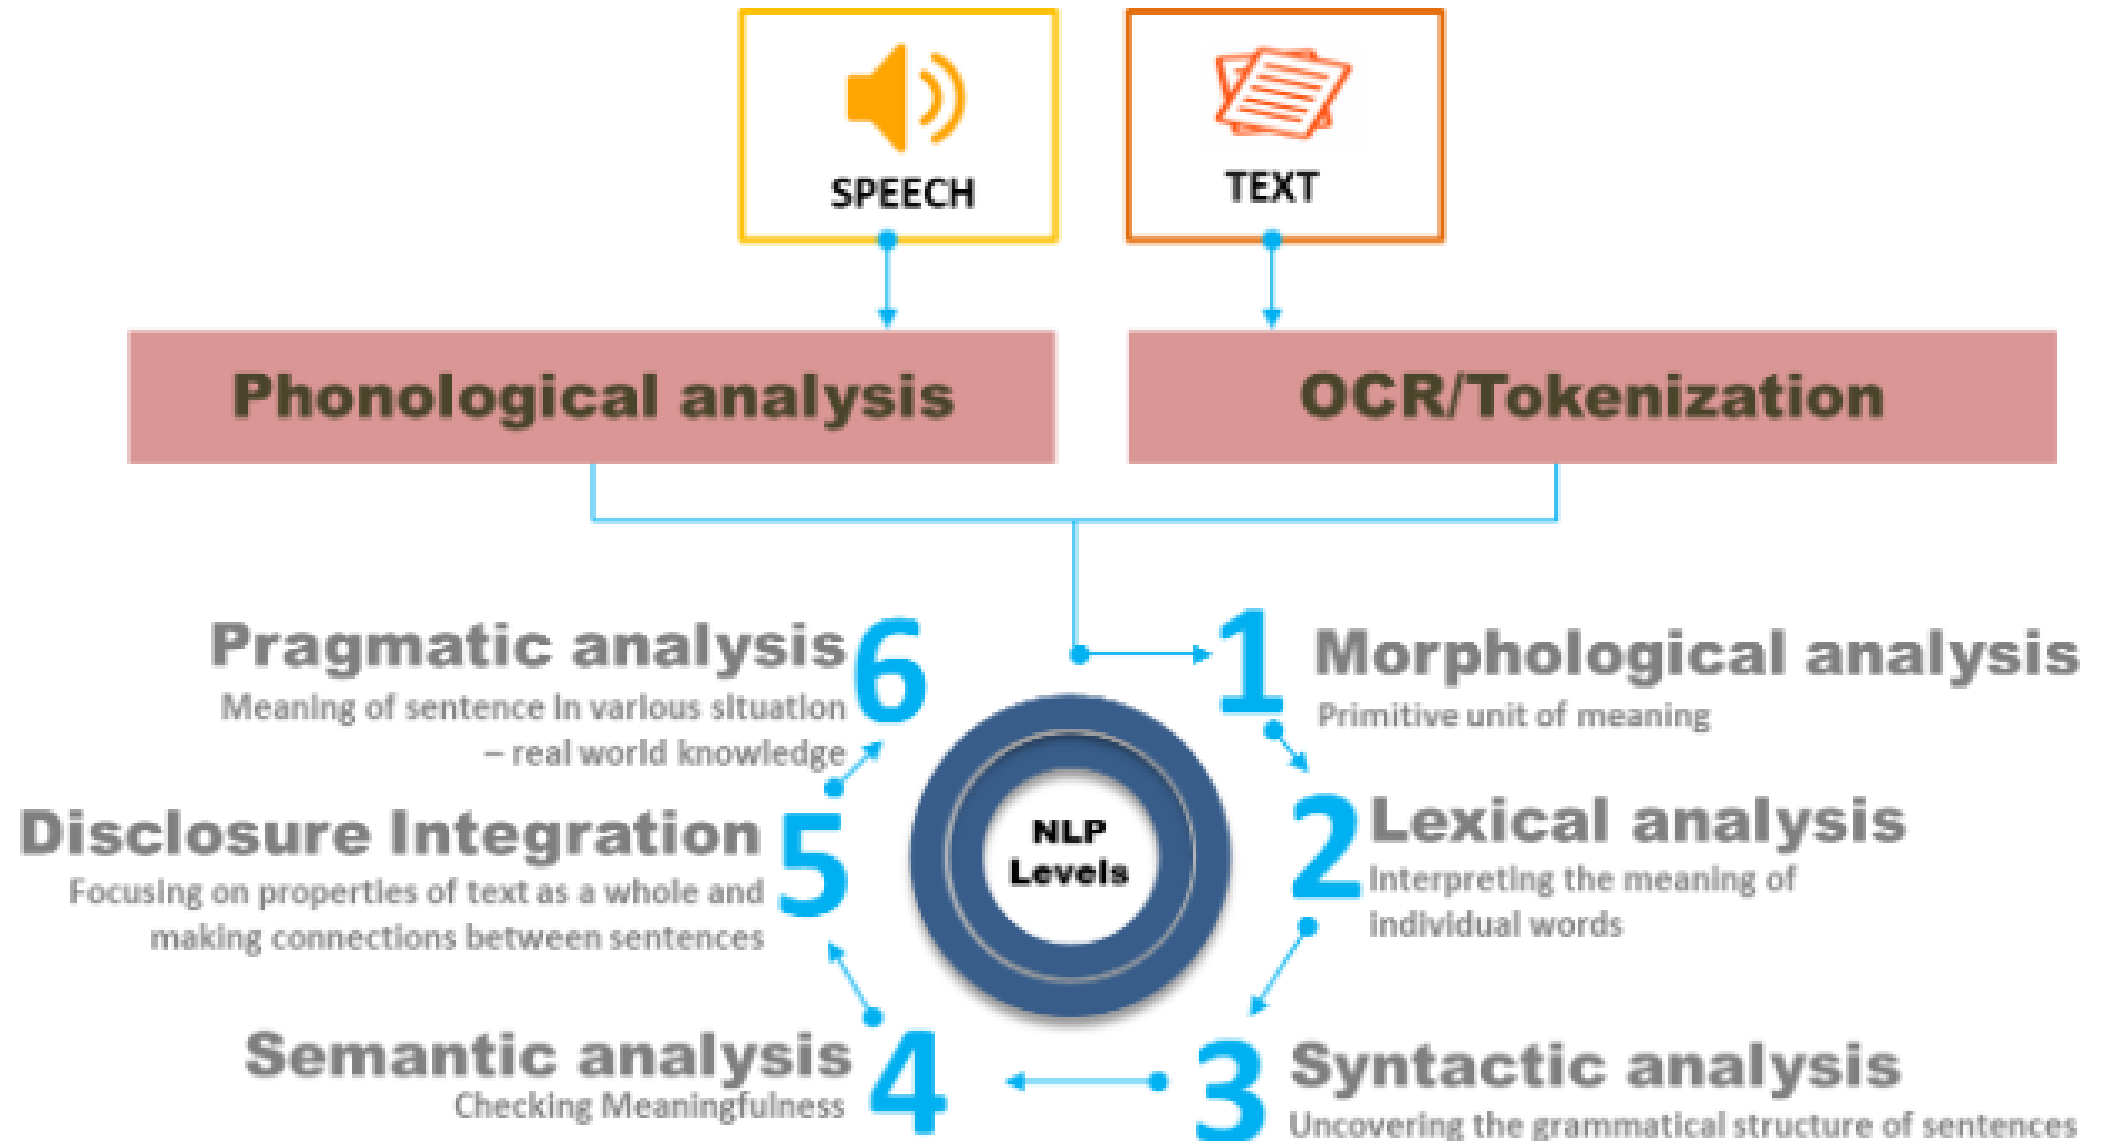 SPEECH
TEXT
Phonological analysis
OCR/Tokenization
NLP
Levels
1
Morphological analysis
Primitive unit of meaning
2
Lexical analysis
Interpreting the meaning of
individual words
3
Syntactic analysis
Uncovering the grammatical structure of sentences
4
Semantic analysis
Checking Meaningfulness
5
Disclosure Integration
Focusing on properties of text as a whole and
making connections between sentences
6
Pragmatic analysis
Meaning of sentence in various situation
– real world knowledge